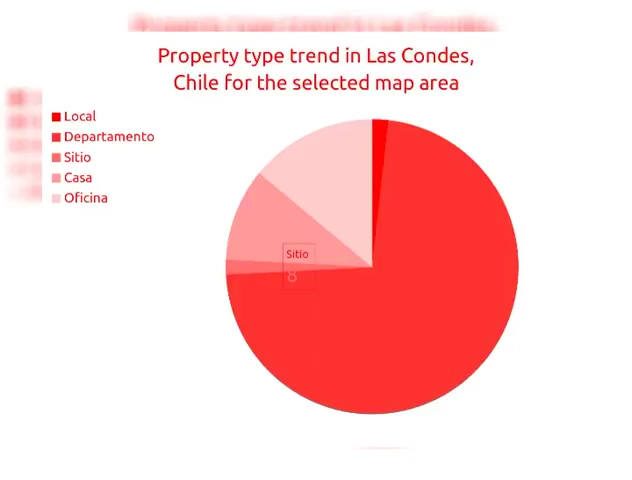 Property type trend in Las Condes,
Chile for the selected map area
Local
Departamento
Sitio
Casa
Oficina
Sitio
8